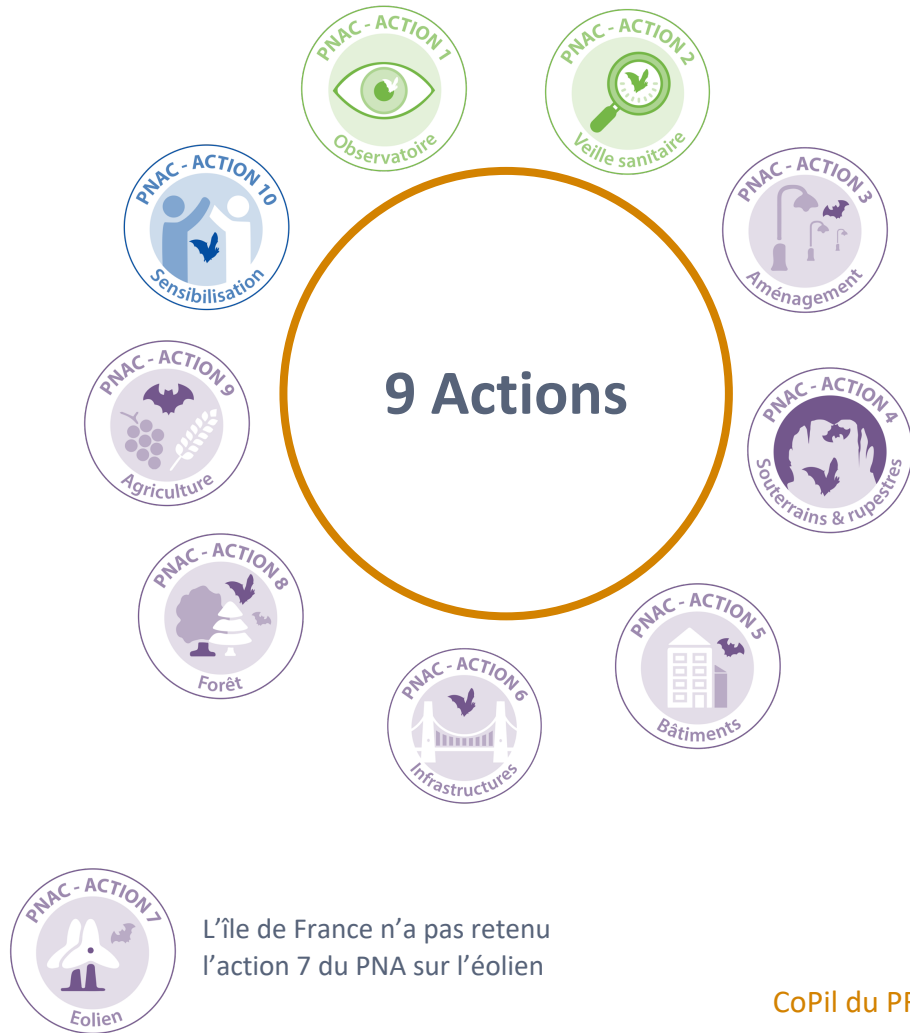 PNAC - ACTION 1
Observatoire
PNAC - ACTION 2
Veille sanitaire
PNAC - ACTION 10
Sensibilisation
PNAC - ACTION 3
Aménagement
PNAC - ACTION 9
Agriculture
9 Actions
PNAC - ACTION 4
Souterrains & rupestres
PNAC - ACTION 8
Forêt
PNAC - ACTION 5
Bâtiments
PNAC - ACTION 6
Infrastructures
PNAC - ACTION 7
Eolien
L’île de France n’a pas retenu
l’action 7 du PNA sur l’éolien
CoPil du